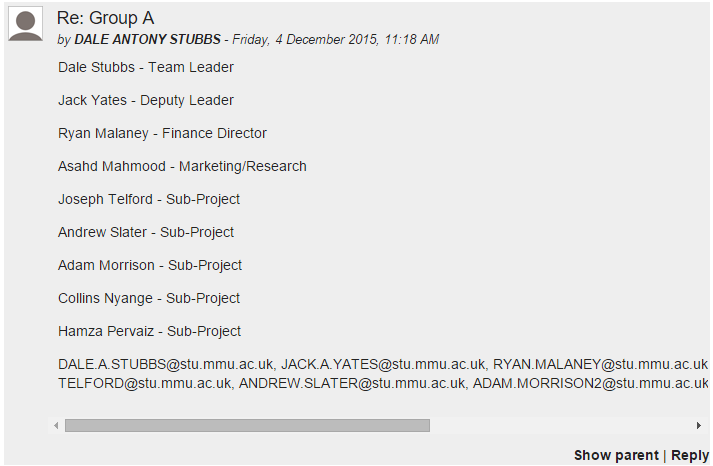 Re: Group A
by DALE ANTONY STUBBS - Friday, 4 December 2015, 11:18 AM
Dale Stubbs - Team Leader
Jack Yates - Deputy Leader
Ryan Malaney - Finance Director
Asahd Mahmood - Marketing/Research
Joseph Telford - Sub-Project
Andrew Slater - Sub-Project
Adam Morrison - Sub-Project
Collins Nyange - Sub-Project
Hamza Pervaiz - Sub-Project
DALE.A.STUBBS@stu.mmu.ac.uk, JACK.A.YATES@stu.mmu.ac.uk, RYAN.MALANEY@stu.mmu.ac.uk
TELFORD@stu.mmu.ac.uk, ANDREW.SLATER@stu.mmu.ac.uk, ADAM.MORRISON2@stu.mmu.ac.uk
Show parent | Reply